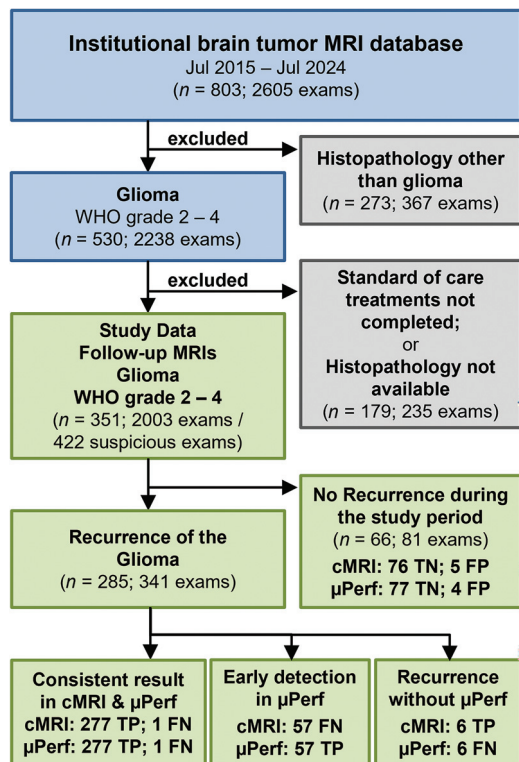 Institutional brain tumor MRI database
Jul 2015 – Jul 2024
(n = 803; 2605 exams)
excluded
Histopathology other
than glioma
(n = 273; 367 exams)
Glioma
WHO grade 2 – 4
(n = 530; 2238 exams)
excluded
Standard of care
treatments not
completed;
or
Histopathology not
available
(n = 179; 235 exams)
Study Data
Follow-up MRIs
Glioma
WHO grade 2 – 4
(n = 351; 2003 exams /
422 suspicious exams)
No Recurrence during
the study period
(n = 66; 81 exams)
cMRI: 76 TN; 5 FP
µPerf: 77 TN; 4 FP
Recurrence of the
Glioma
(n = 285; 341 exams)
Consistent result
in cMRI & µPerf
cMRI: 277 TP; 1 FN
µPerf: 277 TP; 1 FN
Early detection
in µPerf
cMRI: 57 FN
µPerf: 57 TP
Recurrence
without µPerf
cMRI: 6 TP
µPerf: 6 FN